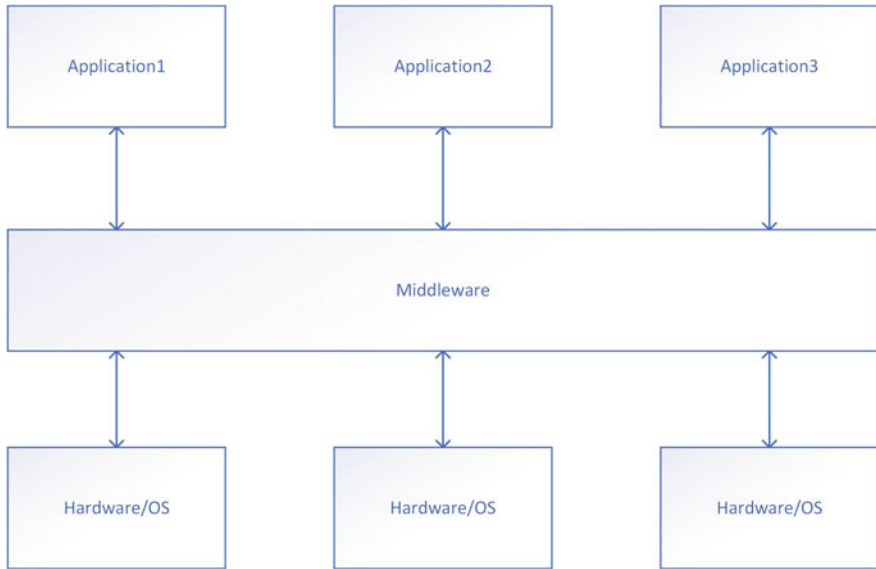 Application1
Application2
Application3
Middleware
Hardware/OS
Hardware/OS
Hardware/OS